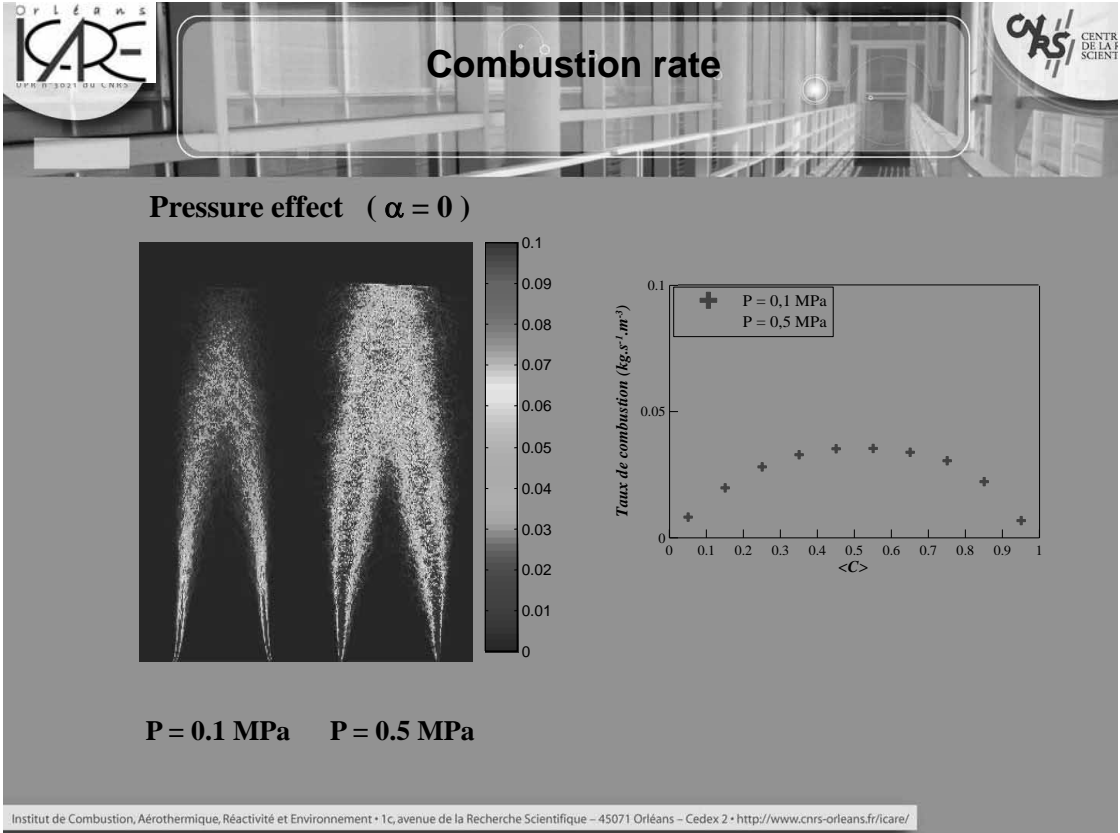 Orléans
ICARE
UPR n°3021 du CNRS
Combustion rate
CNRS
CENTR
DE LA R
SCIENT
Pressure effect ( α = 0 )
0.1
0.09
0.08
0.07
0.06
0.05
0.04
0.03
0.02
0.01
0
P = 0.1 MPa P = 0.5 MPa
Taux de combustion (kg.s⁻¹.m⁻³)
0.1
0.05
0
P = 0,1 MPa
P = 0,5 MPa
0 0.1 0.2 0.3 0.4 0.5 0.6 0.7 0.8 0.9 1
<C>
Institut de Combustion, Aérothermique, Réactivité et Environnement • 1c, avenue de la Recherche Scientifique – 45071 Orléans – Cedex 2 • http://www.cnrs-orleans.fr/icare/